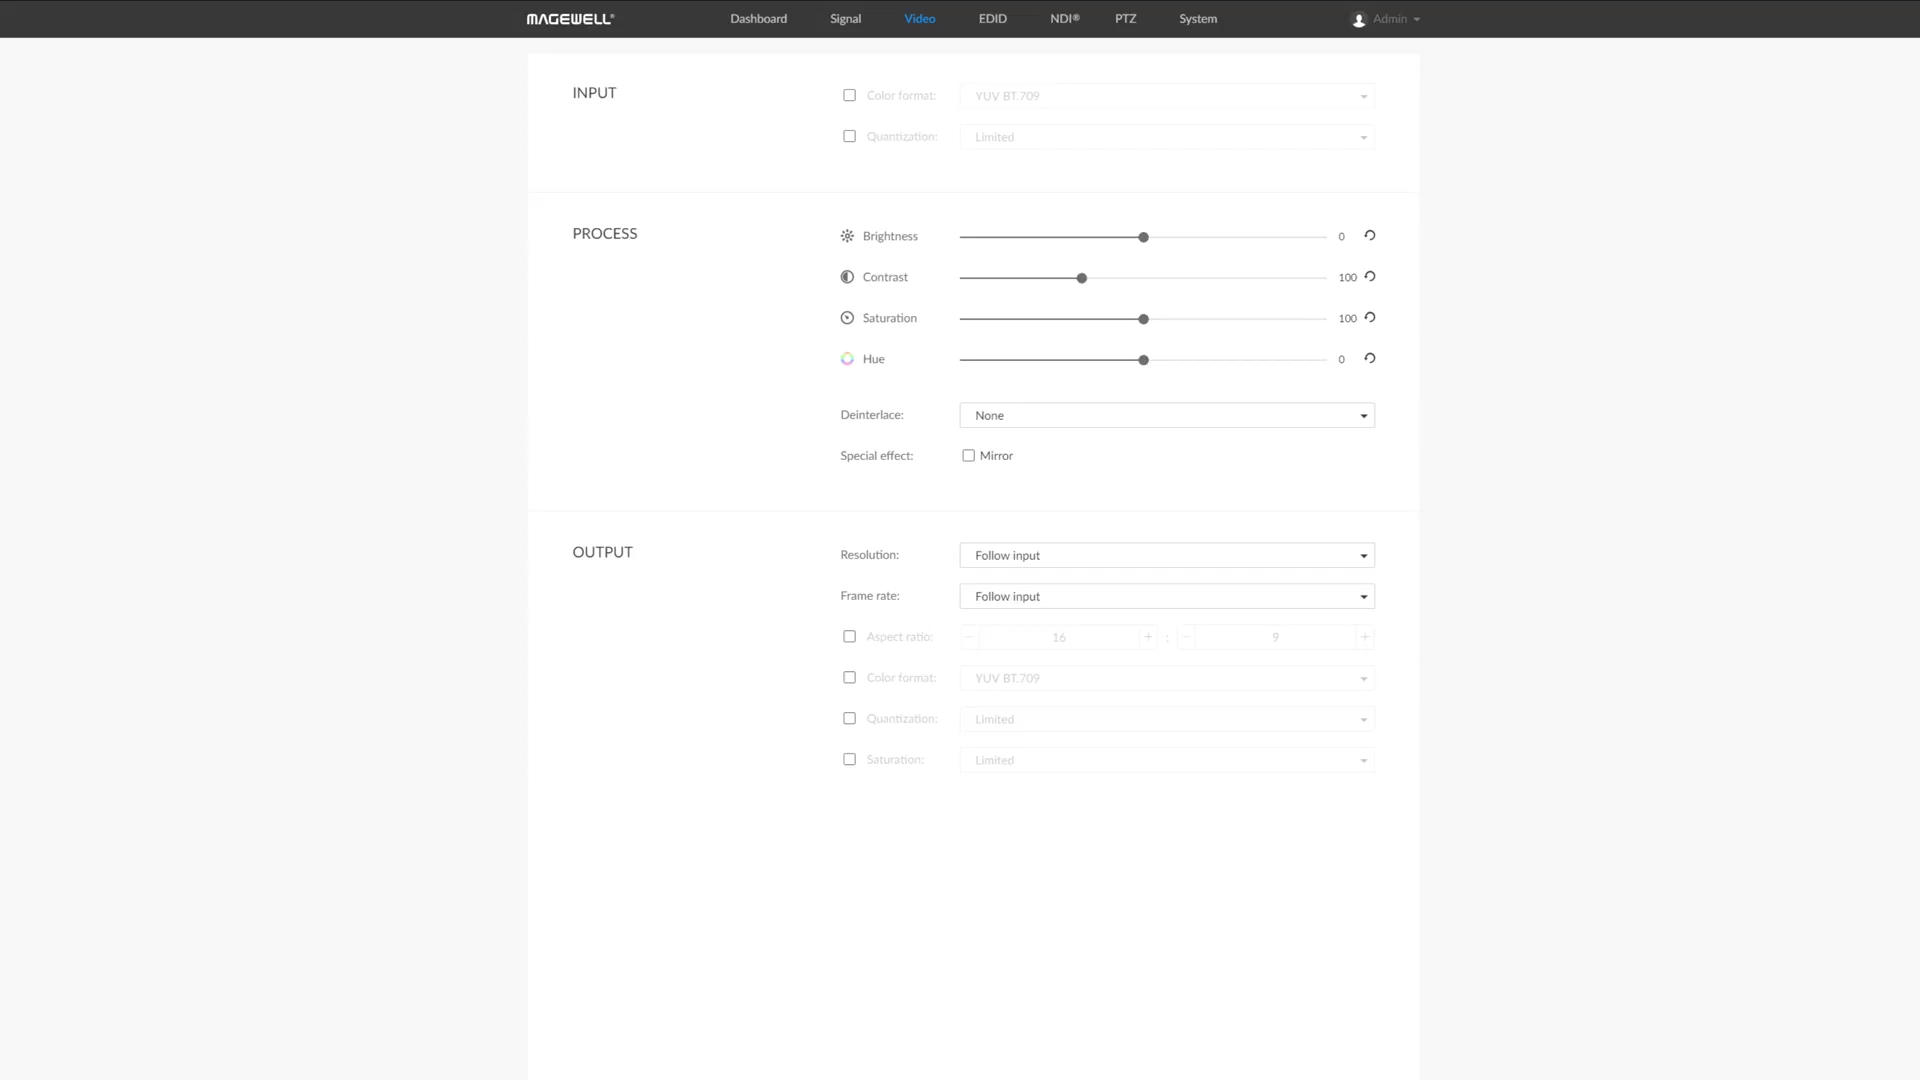 MAGEWELL®
Dashboard Signal Video EDID NDI® PTZ System Admin
INPUT
Color format: YUV BT.709
Quantization: Limited
PROCESS
Brightness 0
Contrast 100
Saturation 100
Hue 0
Deinterlace: None
Special effect: Mirror
OUTPUT
Resolution: Follow input
Frame rate: Follow input
Aspect ratio: − 16 + : − 9 +
Color format: YUV BT.709
Quantization: Limited
Saturation: Limited